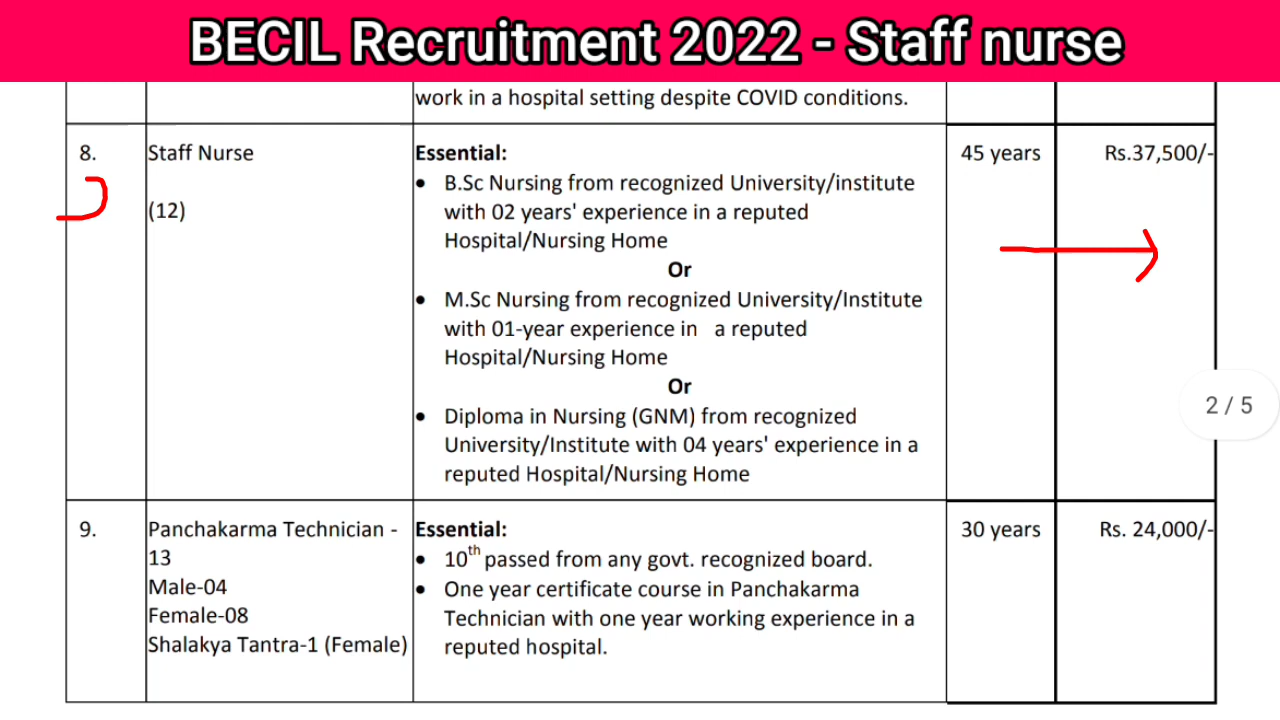 BECIL Recruitment 2022 - Staff nurse
work in a hospital setting despite COVID conditions.
8.
Staff Nurse
(12)
Essential:
• B.Sc Nursing from recognized University/institute
with 02 years' experience in a reputed
Hospital/Nursing Home
Or
• M.Sc Nursing from recognized University/Institute
with 01-year experience in a reputed
Hospital/Nursing Home
Or
• Diploma in Nursing (GNM) from recognized
University/Institute with 04 years' experience in a
reputed Hospital/Nursing Home
45 years
Rs.37,500/-
2 / 5
9.
Panchakarma Technician -
13
Male-04
Female-08
Shalakya Tantra-1 (Female)
Essential:
• 10th passed from any govt. recognized board.
• One year certificate course in Panchakarma
Technician with one year working experience in a
reputed hospital.
30 years
Rs. 24,000/-